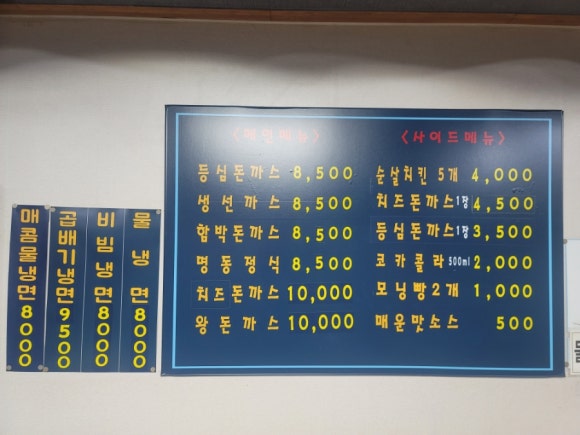 물냉면 8000
비빔냉면 8000
곱배기냉면 9500
매콤물냉면 8000
<메인메뉴>
등심돈까스 8,500
생선까스 8,500
함박돈까스 8,500
명동정식 8,500
치즈돈까스 10,000
왕돈까스 10,000
<사이드메뉴>
순살치킨 5개 4,000
치즈돈까스1장 4,500
등심돈까스1장 3,500
코카콜라 500ml 2,000
모닝빵2개 1,000
매운맛소스 500